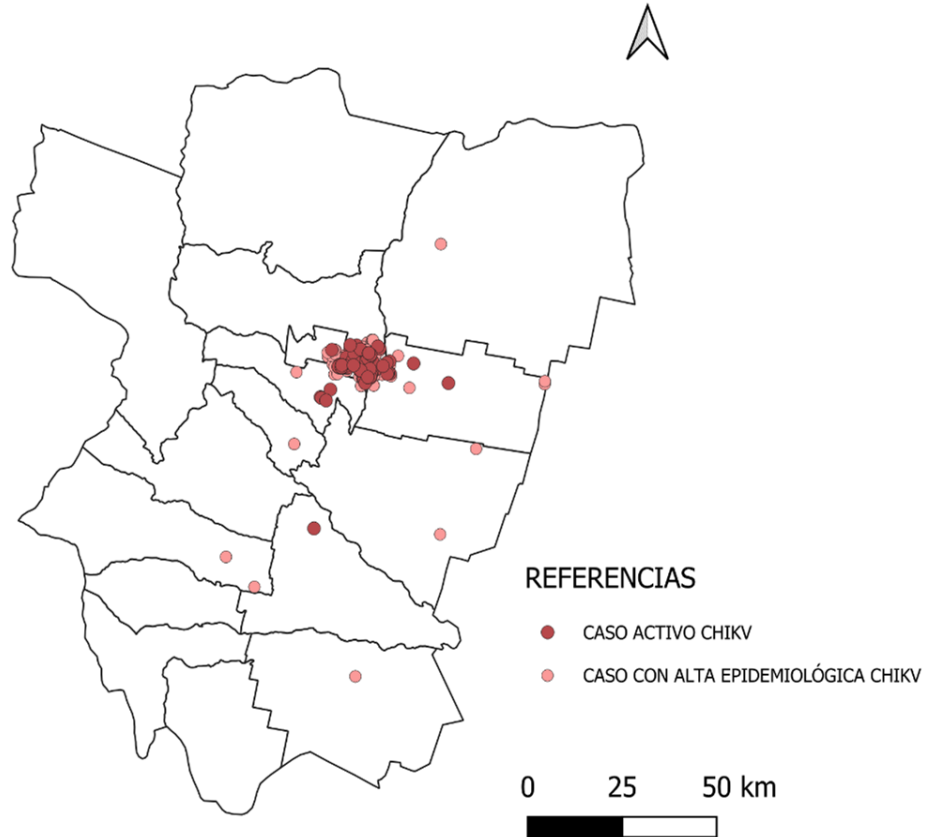 REFERENCIAS
CASO ACTIVO CHIKV
CASO CON ALTA EPIDEMIOLÓGICA CHIKV
0 25 50 km